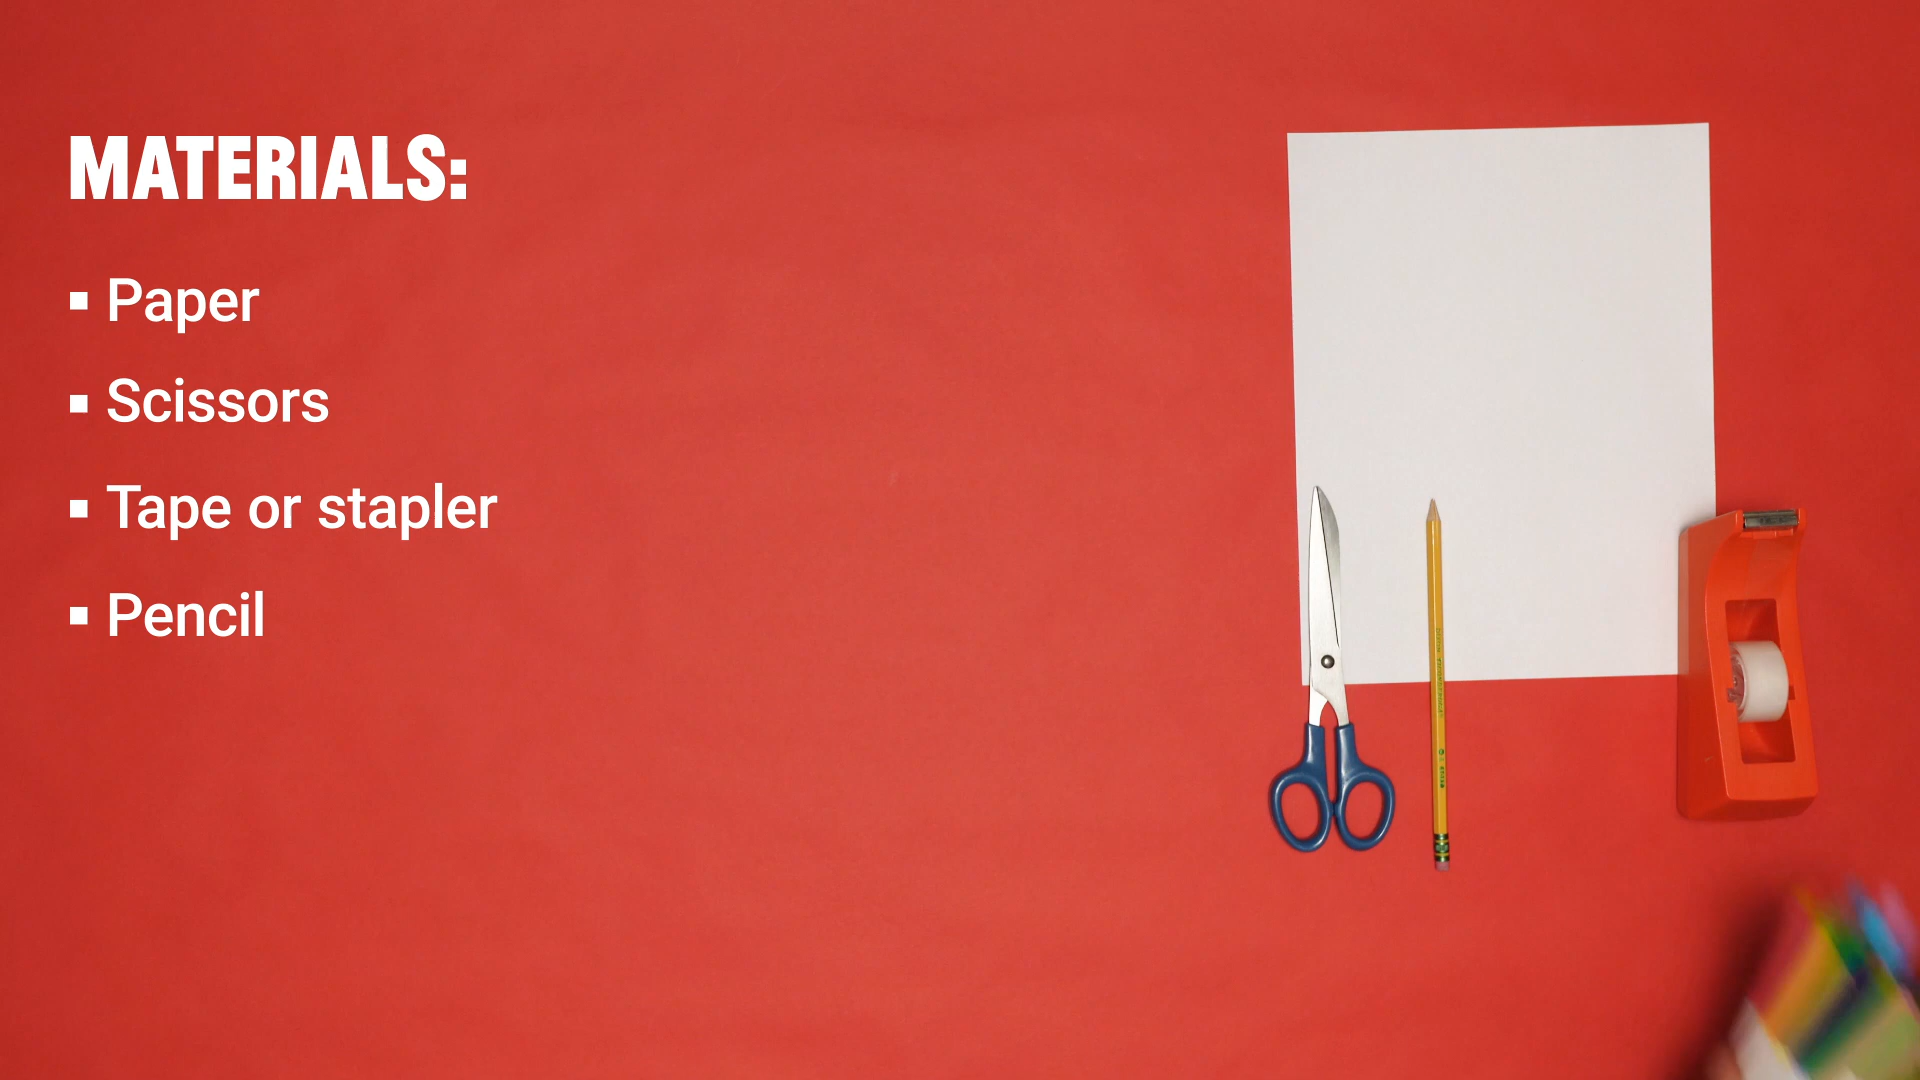 MATERIALS:
▪ Paper
▪ Scissors
▪ Tape or stapler
▪ Pencil